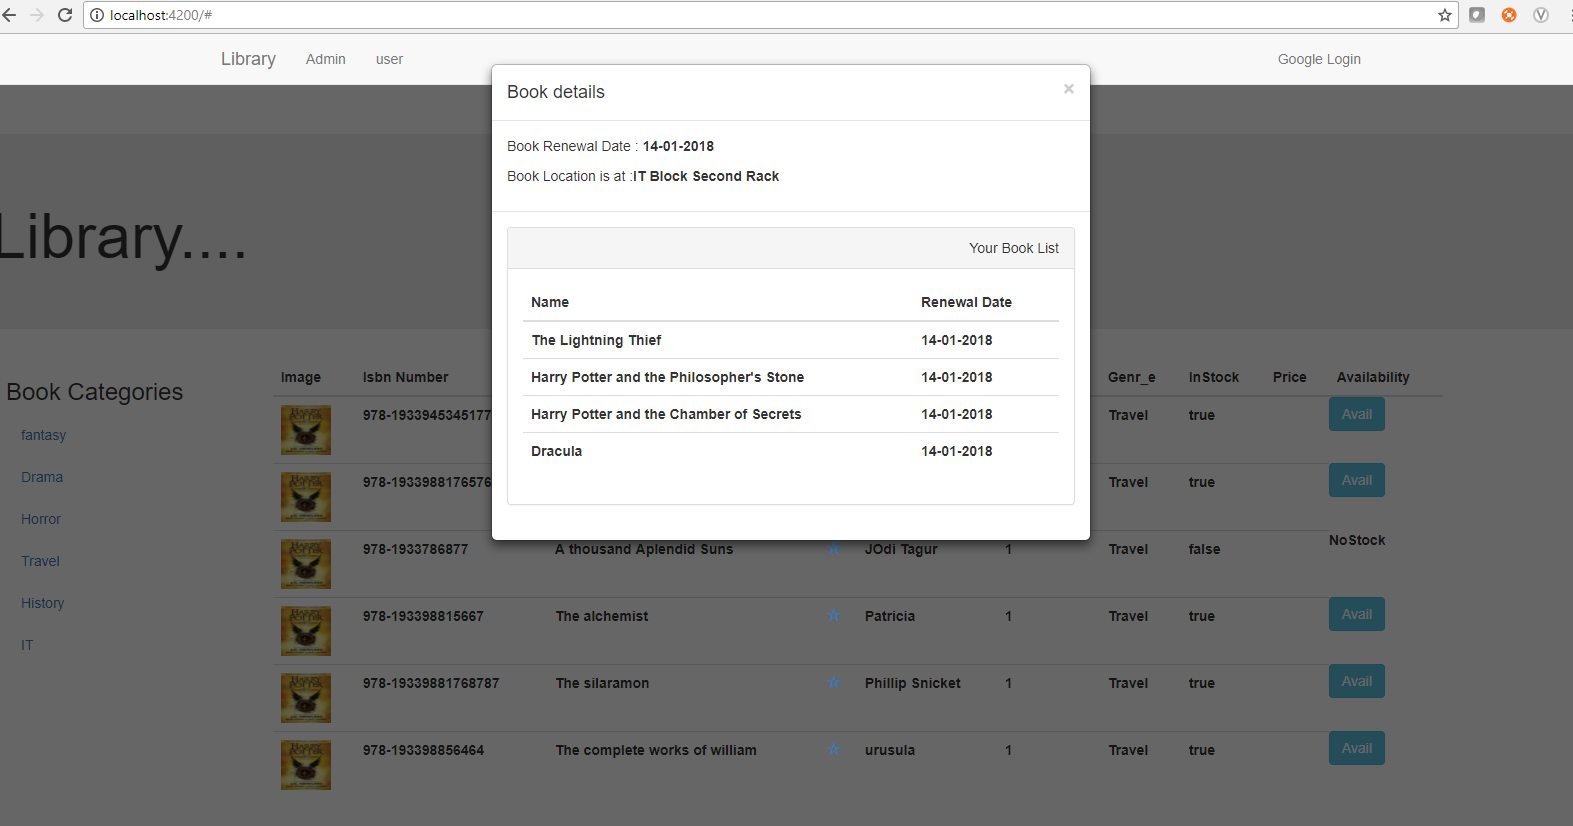 localhost:4200/#
Library Admin user Google Login
Book details ×
Book Renewal Date : 14-01-2018
Book Location is at :IT Block Second Rack
Your Book List
Name Renewal Date
The Lightning Thief 14-01-2018
Harry Potter and the Philosopher's Stone 14-01-2018
Harry Potter and the Chamber of Secrets 14-01-2018
Dracula 14-01-2018
Library....
Book Categories
fantasy
Drama
Horror
Travel
History
IT
Image Isbn Number Genr_e InStock Price Availability
978-1933945345177 Travel true Avail
978-1933988176576 Travel true Avail
978-1933786877 A thousand Aplendid Suns JOdi Tagur 1 Travel false NoStock
978-193398815667 The alchemist Patricia 1 Travel true Avail
978-19339881768787 The silaramon Phillip Snicket 1 Travel true Avail
978-193398856464 The complete works of william urusula 1 Travel true Avail